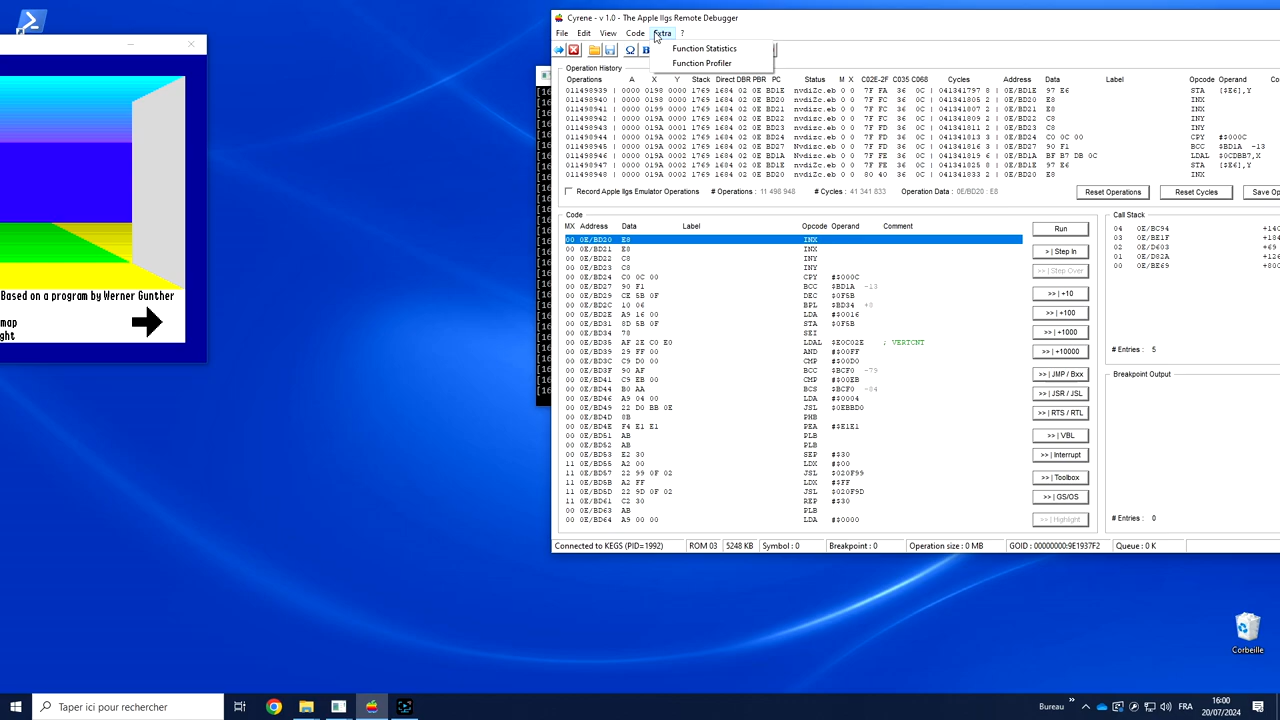 Cyrene - v 1.0 - The Apple IIgs Remote Debugger
File Edit View Code Extra ?
Function Statistics
Function Profiler
Operation History
Operations A X Y Stack Direct DBR PBR PC Status M X C02E-2F C035 C068 Cycles Address Data Label Opcode Operand Co
011498939 | 0000 0198 0000 1769 1684 02 0E BD1E nvdiZc.eb 0 0 7F FA 36 0C | 041341797 0E/BD1E 97 E6 STA [$E6],Y
011498940 | 0000 0198 0001 1769 1684 02 0E BD20 0 0 7F FC 36 0C | 041341805 2 | 0E/BD20 E8 INX
011498941 | 0000 0199 0000 1769 1684 02 0E BD21 0 0 7F FC 36 0C | 041341807 2 | 0E/BD21 E8 INX
011498942 | 0000 019A 0000 1769 1684 02 0E BD22 0 0 7F FC 36 0C | 041341809 2 | 0E/BD22 C8 INY
011498943 | 0000 019A 0001 1769 1684 02 0E BD23 0 0 7F FD 36 0C | 041341811 2 | 0E/BD23 C8 INY
011498944 | 0000 019A 0002 1769 1684 02 0E BD24 0 0 7F FD 36 0C | 041341813 3 | 0E/BD24 C0 0C 00 CPY #$000C
011498945 | 0000 019A 0002 1769 1684 02 0E BD27 0 0 7F FD 36 0C | 041341816 0E/BD27 90 F1 BCC $BD1A -13
011498946 | 0000 019A 0002 1769 1684 02 0E BD1A 0 0 7F FE 36 0C | 041341819 6 | 0E/BD1A BF B7 DB 0C LDAL $0CDBB7,X
011498947 | 0000 019A 0002 1769 1684 02 0E BD1E 0 0 7F FE 36 0C | 0E/BD1E 97 E6 STA [$E6],Y
011498948 | 0000 019A 0002 1769 1684 02 0E BD20 0 0 80 36 0C | 041341833 2 | 0E/BD20 E8 INX
Record Apple IIgs Emulator Operations # Operations : 11 498 948 # Cycles : 41 341 833 Operation Data : 0E/BD20 : E8 Reset Operations Reset Cycles Save Op
Code
MX Address Data Label Opcode Operand Comment
00 0E/BD20 E8 INX
00 0E/BD21 E8 INX
00 0E/BD22 C8 INY
00 0E/BD23 C8 INY
00 0E/BD24 C0 0C 00 CPY #$000C
00 0E/BD27 90 F1 BCC $BD1A -13
00 0E/BD29 CE 5B 0F DEC $0F5B
00 0E/BD2C 10 06 BPL $BD34 +8
00 0E/BD2E A9 16 00 LDA #$0016
00 0E/BD31 8D 5B 0F STA $0F5B
00 0E/BD34 78 SEI
00 0E/BD35 AF 2E C0 E0 LDAL $E0C02E ; VERTCNT
00 0E/BD39 29 FF 00 AND #$00FF
00 0E/BD3C C9 D0 00 CMP #$00D0
00 0E/BD3F 90 AF BCC $BCF0 -79
00 0E/BD41 C9 EB 00 CMP #$00EB
00 0E/BD44 B0 AA BCS $BCF0 -84
00 0E/BD46 A9 04 00 LDA #$0004
00 0E/BD49 22 D0 BB 0E JSL $0EBBD0
00 0E/BD4D 8B PHB
00 0E/BD4E F4 E1 E1 PEA #$E1E1
00 0E/BD51 AB PLB
00 0E/BD52 AB PLB
00 0E/BD53 E2 30 SEP #$30
11 0E/BD55 A2 00 LDX #$00
11 0E/BD57 22 99 0F 02 JSL $020F99
11 0E/BD5B A2 FF LDX #$FF
11 0E/BD5D 22 9D 0F 02 JSL $020F9D
11 0E/BD61 C2 30 REP #$30
00 0E/BD63 AB PLB
00 0E/BD64 A9 00 00 LDA #$0000
Run
>| Step In
>> | Step Over
>> | +10
>> | +100
>> | +1000
>> | +10000
>> | JMP / Bxx
>> | JSR / JSL
>> | RTS / RTL
>> | VBL
>> | Interrupt
>> | Toolbox
>> | GS/OS
>> | Highlight
Call Stack
04 0E/BC94 +140
03 0E/BE1F +184
02 0E/D603 +69
01 0E/D82A +126
00 0E/BE69 +800
# Entries : 5
Breakpoint Output
# Entries : 0
Connected to KEGS (PID=1992) ROM 03 5248 KB Symbol : 0 Breakpoint : 0 Operation size : 0 MB GOID : 00000000:9E1937F2 Queue : 0 K
Based on a program by Werner Gunther
map
ght
Corbeille
Taper ici pour rechercher
Bureau » FR 16:00
20/07/2024